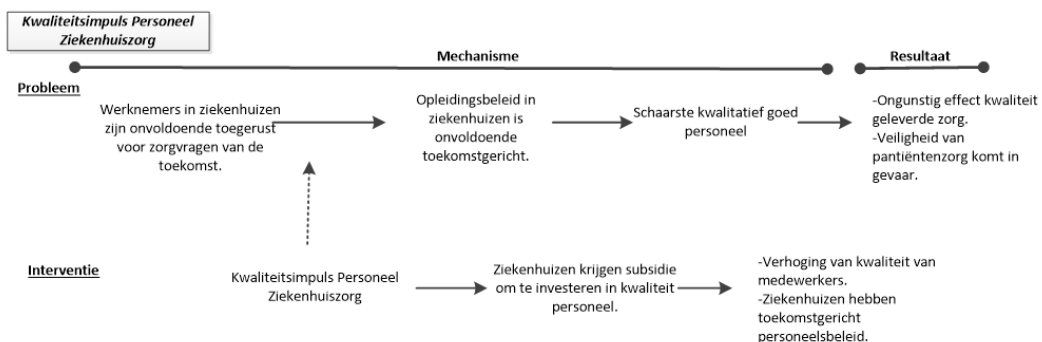 Kwaliteitsimpuls Personeel
Ziekenhuiszorg
Mechanisme
Resultaat
Probleem
Werknemers in ziekenhuizen
zijn onvoldoende toegerust
voor zorgvragen van de
toekomst.
Opleidingsbeleid in
ziekenhuizen is
onvoldoende
toekomstgericht.
Schaarste kwalitatief goed
personeel
-Ongunstig effect kwaliteit
geleverde zorg.
-Veiligheid van
pantiëntenzorg komt in
gevaar.
Interventie
Kwaliteitsimpuls Personeel
Ziekenhuiszorg
Ziekenhuizen krijgen subsidie
om te investeren in kwaliteit
personeel.
-Verhoging van kwaliteit van
medewerkers.
-Ziekenhuizen hebben
toekomstgericht
personeelsbeleid.